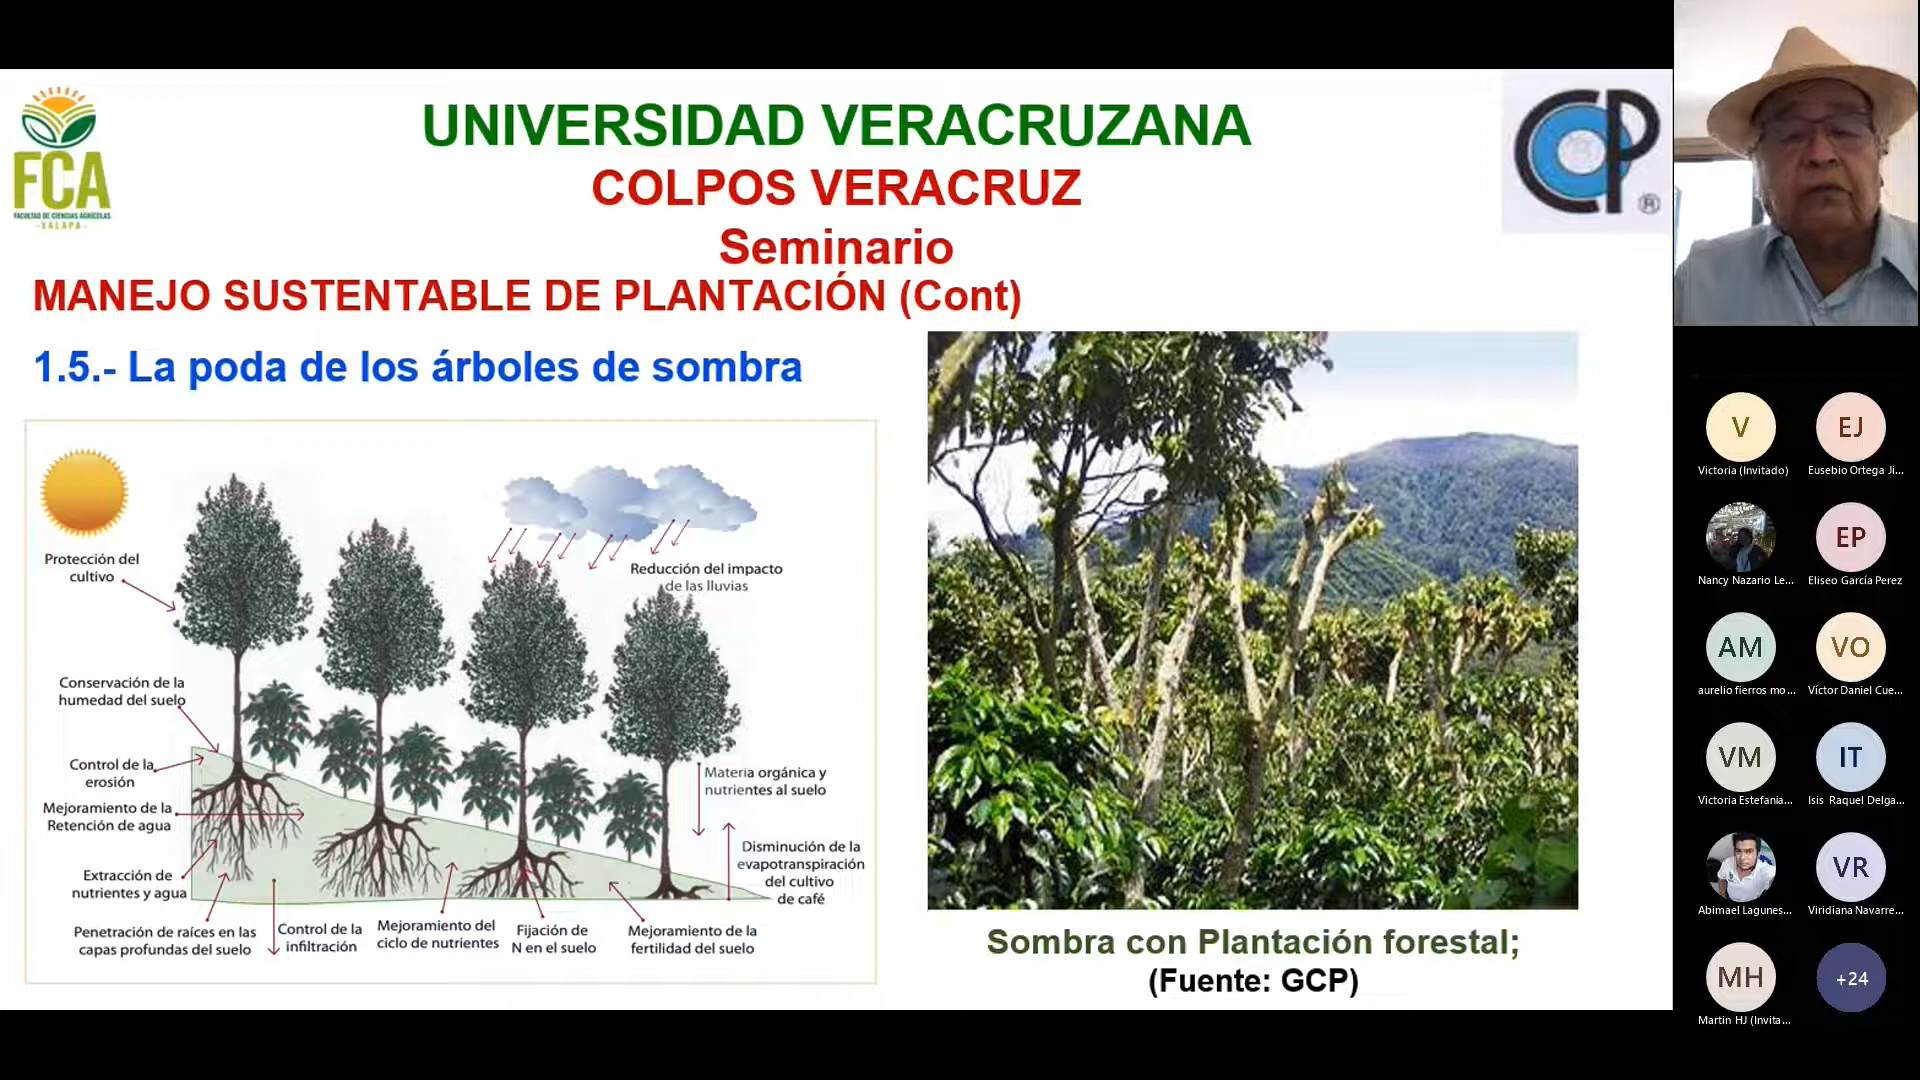 FCA
FACULTAD DE CIENCIAS AGRÍCOLAS
-XALAPA-
UNIVERSIDAD VERACRUZANA
COLPOS VERACRUZ
Seminario
CP
®
MANEJO SUSTENTABLE DE PLANTACIÓN (Cont)
1.5.- La poda de los árboles de sombra
Protección del
cultivo
Reducción del impacto
de las lluvias
Conservación de la
humedad del suelo
Control de la
erosión
Mejoramiento de la
Retención de agua
Extracción de
nutrientes y agua
Penetración de raíces en las
capas profundas del suelo
Control de la
infiltración
Mejoramiento del
ciclo de nutrientes
Fijación de
N en el suelo
Mejoramiento de la
fertilidad del suelo
Materia orgánica y
nutrientes al suelo
Disminución de la
evapotranspiración
del cultivo
de café
Sombra con Plantación forestal;
(Fuente: GCP)
V
Victoria (Invitado)
EJ
Eusebio Ortega Ji...
Nancy Nazario Le...
EP
Eliseo García Perez
AM
aurelio fierros mo...
VO
Víctor Daniel Cue...
VM
Victoria Estefania...
IT
Isis Raquel Delga...
Abimael Lagunes...
VR
Viridiana Navarre...
MH
Martin HJ (Invita...
+24